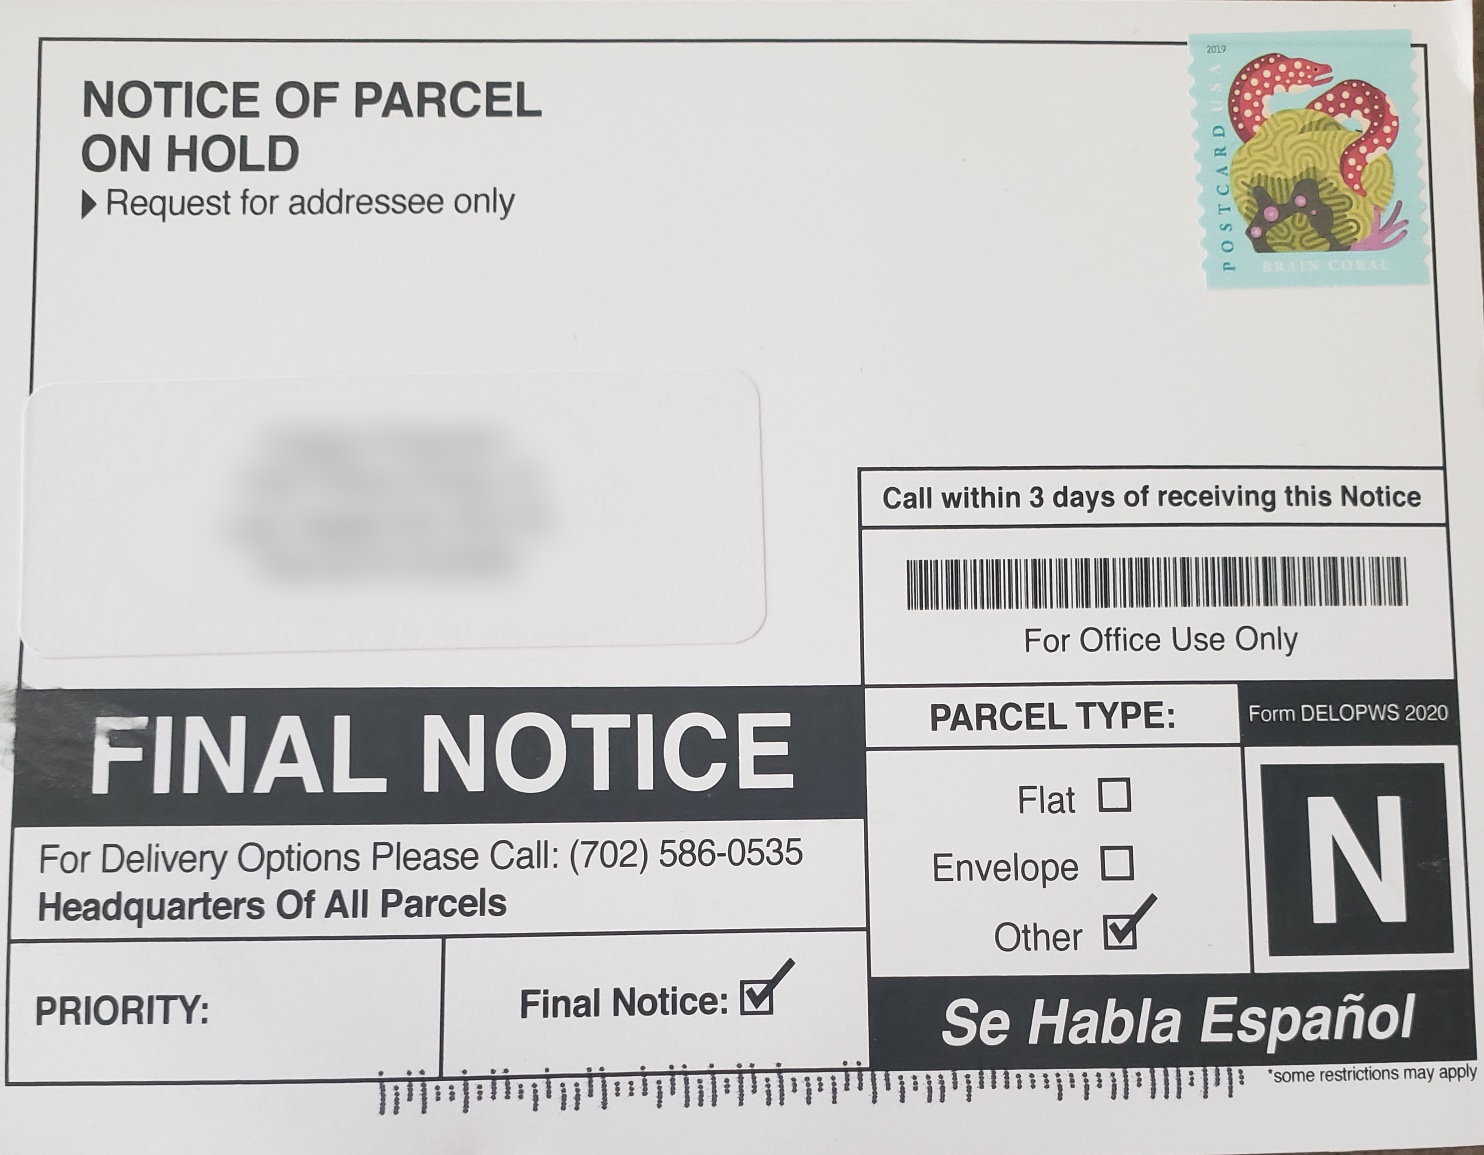 NOTICE OF PARCEL
ON HOLD
Request for addressee only
2019
POSTCARD USA
BRAIN CORAL
Call within 3 days of receiving this Notice
For Office Use Only
FINAL NOTICE
For Delivery Options Please Call: (702) 586-0535
Headquarters Of All Parcels
PRIORITY:
Final Notice:
PARCEL TYPE:
Form DELOPWS 2020
Flat
Envelope
Other
N
Se Habla Español
*some restrictions may apply